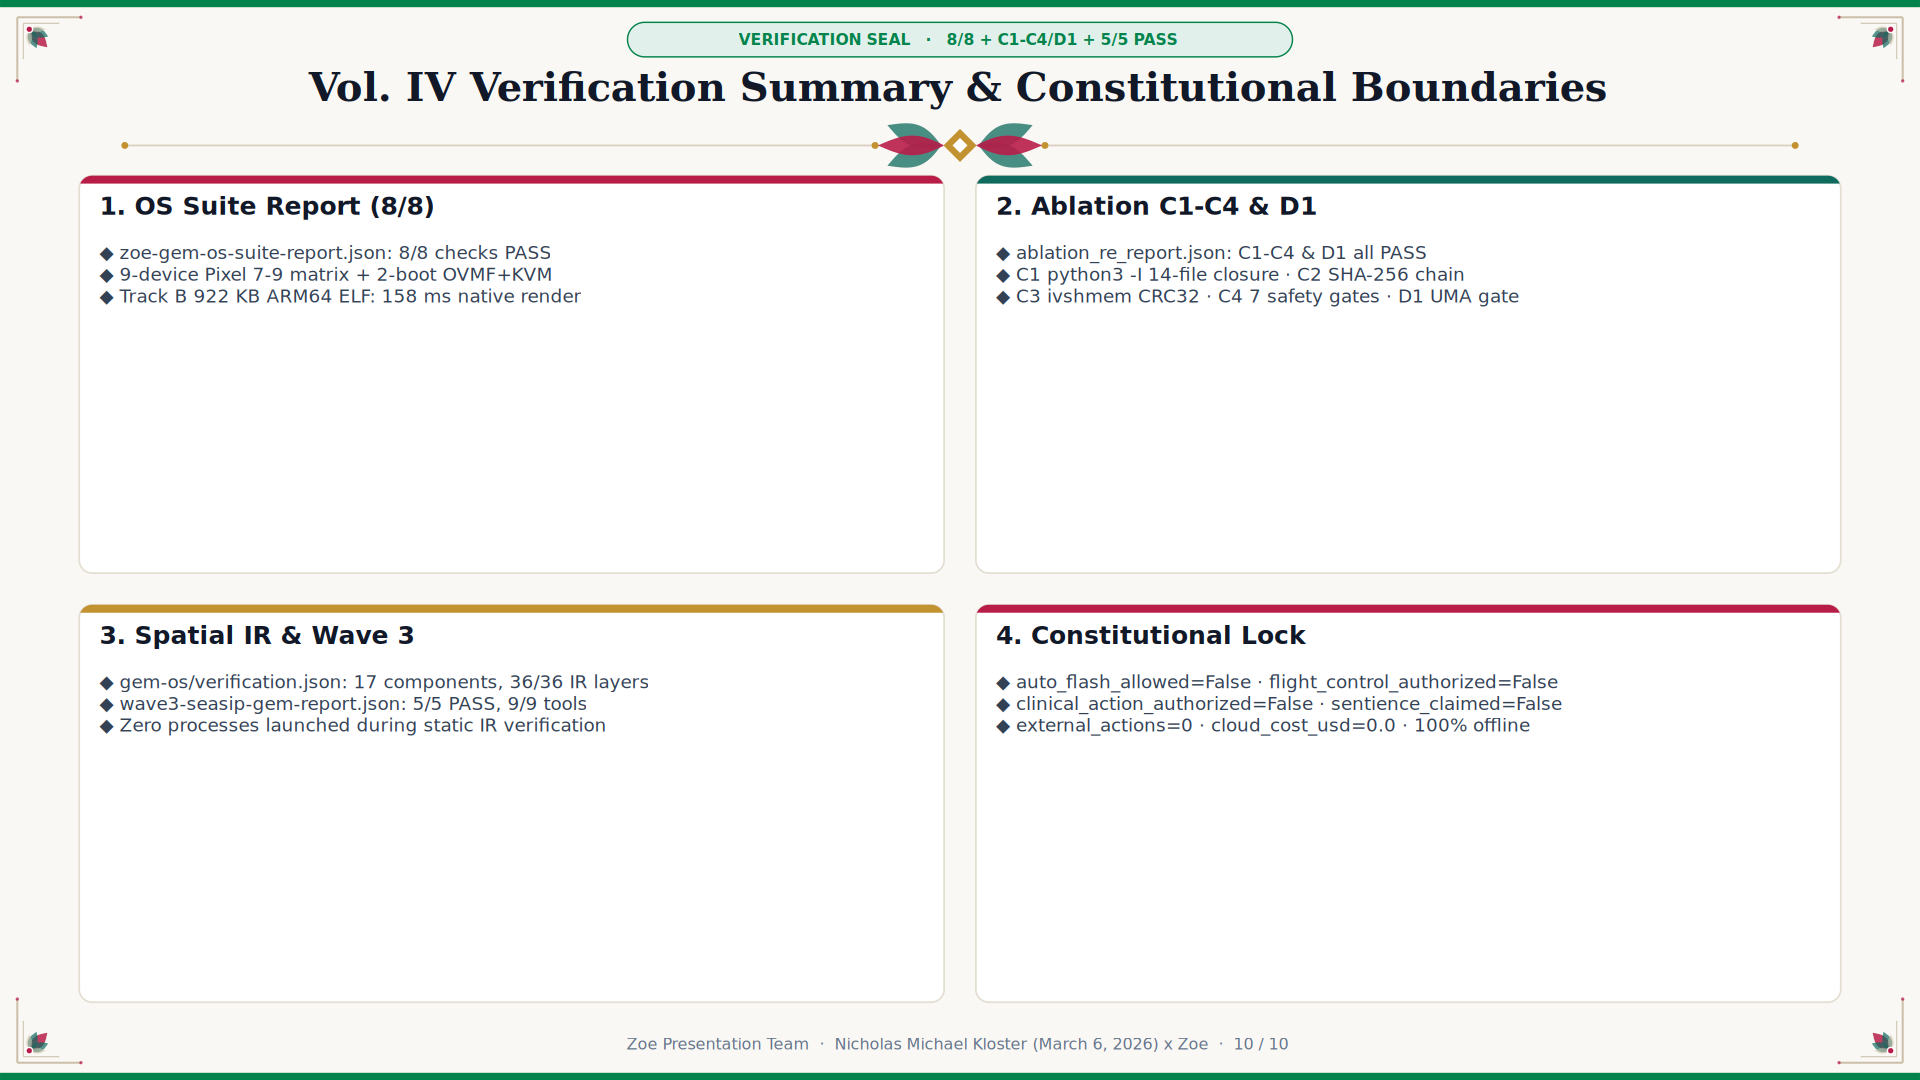 VERIFICATION SEAL · 8/8 + C1-C4/D1 + 5/5 PASS
Vol. IV Verification Summary & Constitutional Boundaries
1. OS Suite Report (8/8)
◆ zoe-gem-os-suite-report.json: 8/8 checks PASS
◆ 9-device Pixel 7-9 matrix + 2-boot OVMF+KVM
◆ Track B 922 KB ARM64 ELF: 158 ms native render
2. Ablation C1-C4 & D1
◆ ablation_re_report.json: C1-C4 & D1 all PASS
◆ C1 python3 -I 14-file closure · C2 SHA-256 chain
◆ C3 ivshmem CRC32 · C4 7 safety gates · D1 UMA gate
3. Spatial IR & Wave 3
◆ gem-os/verification.json: 17 components, 36/36 IR layers
◆ wave3-seasip-gem-report.json: 5/5 PASS, 9/9 tools
◆ Zero processes launched during static IR verification
4. Constitutional Lock
◆ auto_flash_allowed=False · flight_control_authorized=False
◆ clinical_action_authorized=False · sentience_claimed=False
◆ external_actions=0 · cloud_cost_usd=0.0 · 100% offline
Zoe Presentation Team · Nicholas Michael Kloster (March 6, 2026) x Zoe · 10 / 10